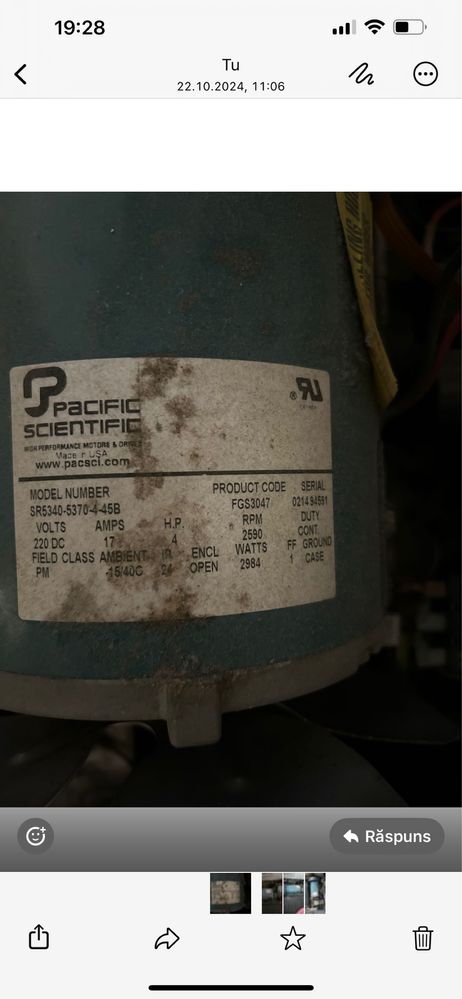 19:28
Tu
22.10.2024, 11:06
PACIFIC
SCIENTIFIC
HIGH PERFORMANCE MOTORS & DRIVES
Made in USA
www.pacsci.com
MODEL NUMBER PRODUCT CODE SERIAL
SR5340-5370-4-45B FGS3047
VOLTS AMPS H.P. RPM DUTY
220 DC 17 4 2590 CONT
FIELD CLASS AMBIENT ENCL WATTS FF GROUND
PM -15/40C 24 OPEN 2984 1 CASE
Răspuns